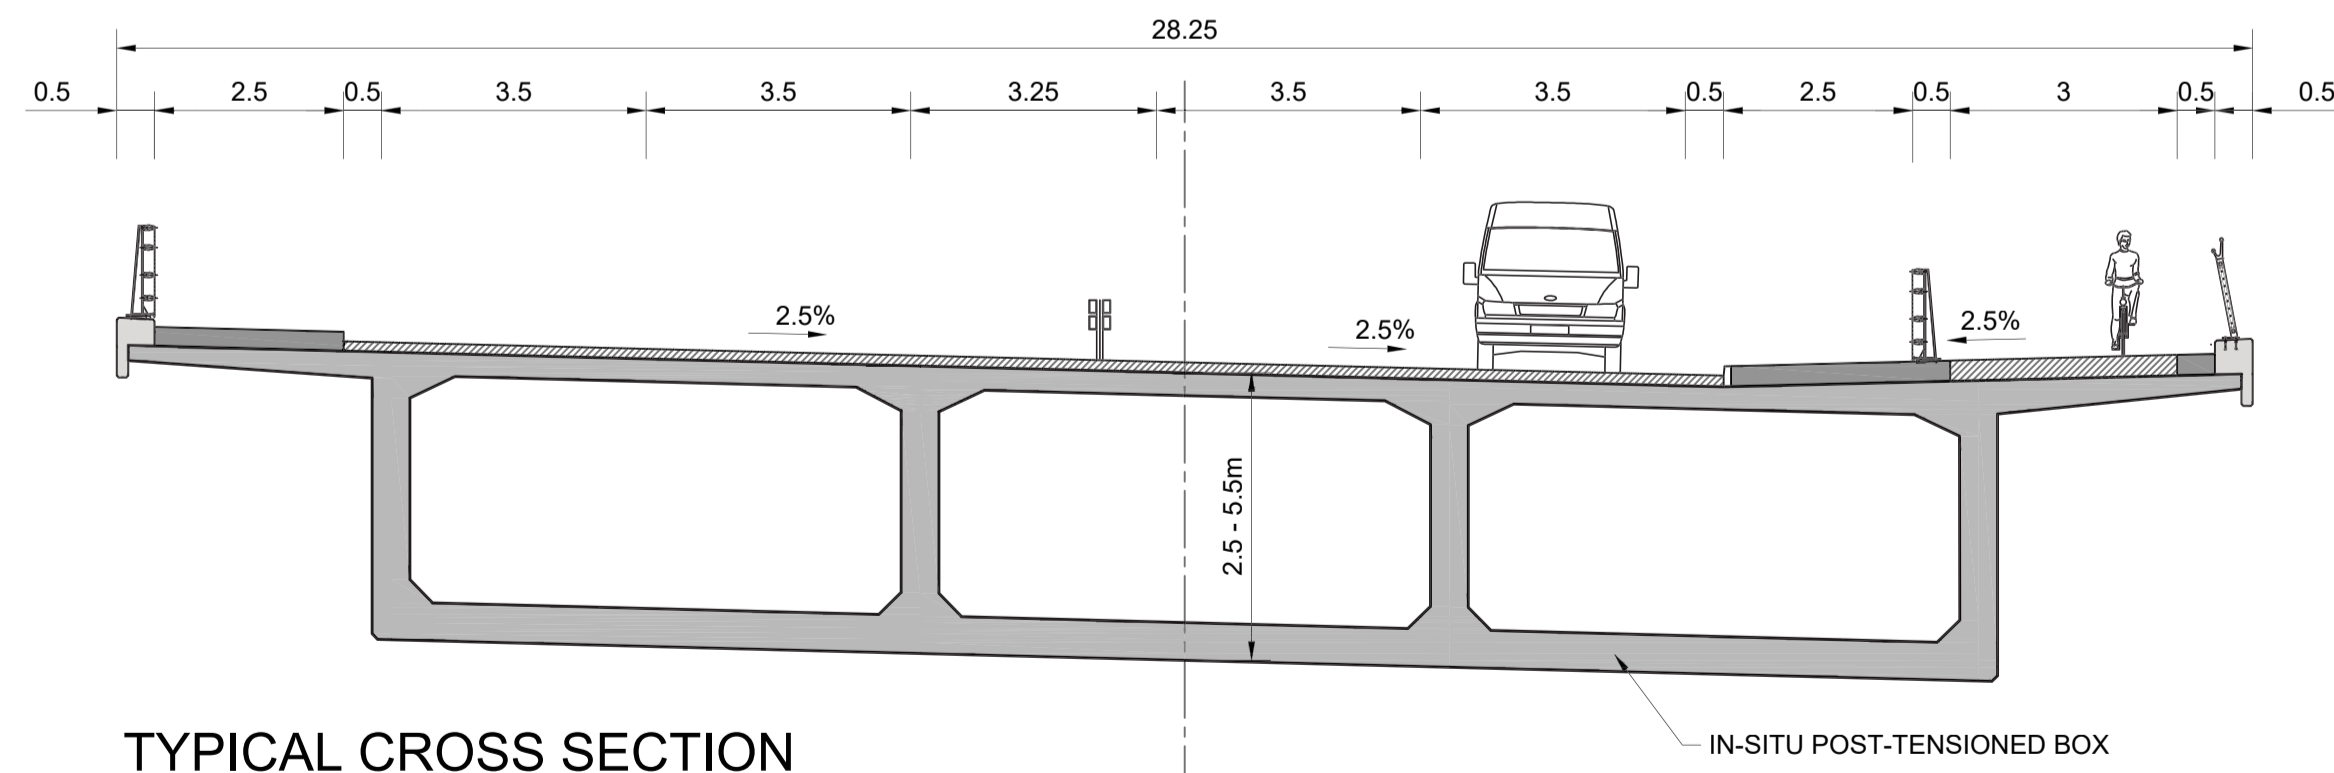 28.25
0.5 2.5 0.5 3.5 3.5 3.25 3.5 3.5 0.5 2.5 0.5 3 0.5 0.5
2.5%
2.5%
2.5%
2.5 - 5.5m
TYPICAL CROSS SECTION
IN-SITU POST-TENSIONED BOX